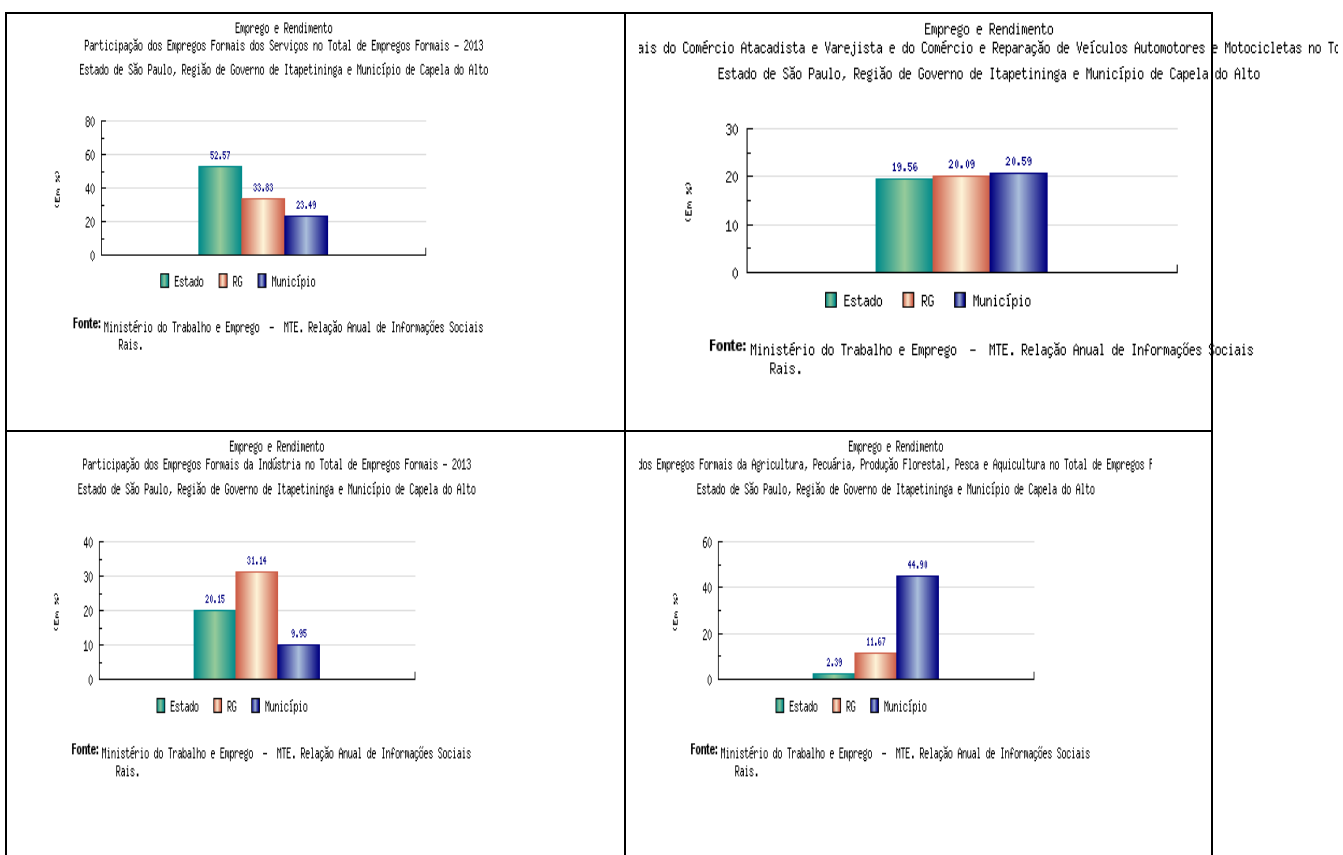 Emprego e Rendimento
Participação dos Empregos Formais dos Serviços no Total de Empregos Formais - 2013
Estado de São Paulo, Região de Governo de Itapetininga e Município de Capela do Alto
80
60
40
20
0
(Em %)
52.57
33.83
23.49
Estado RG Município
Fonte: Ministério do Trabalho e Emprego - MTE. Relação Anual de Informações Sociais
Rais.
Emprego e Rendimento
ais do Comércio Atacadista e Varejista e do Comércio e Reparação de Veículos Automotores e Motocicletas no To
Estado de São Paulo, Região de Governo de Itapetininga e Município de Capela do Alto
30
20
10
0
(Em %)
19.56
20.09
20.59
Estado RG Município
Fonte: Ministério do Trabalho e Emprego - MTE. Relação Anual de Informações Sociais
Rais.
Emprego e Rendimento
Participação dos Empregos Formais da Indústria no Total de Empregos Formais - 2013
Estado de São Paulo, Região de Governo de Itapetininga e Município de Capela do Alto
40
30
20
10
0
(Em %)
20.15
31.14
9.95
Estado RG Município
Fonte: Ministério do Trabalho e Emprego - MTE. Relação Anual de Informações Sociais
Rais.
Emprego e Rendimento
dos Empregos Formais da Agricultura, Pecuária, Produção Florestal, Pesca e Aquicultura no Total de Empregos F
Estado de São Paulo, Região de Governo de Itapetininga e Município de Capela do Alto
60
40
20
0
(Em %)
2.39
11.67
44.90
Estado RG Município
Fonte: Ministério do Trabalho e Emprego - MTE. Relação Anual de Informações Sociais
Rais.